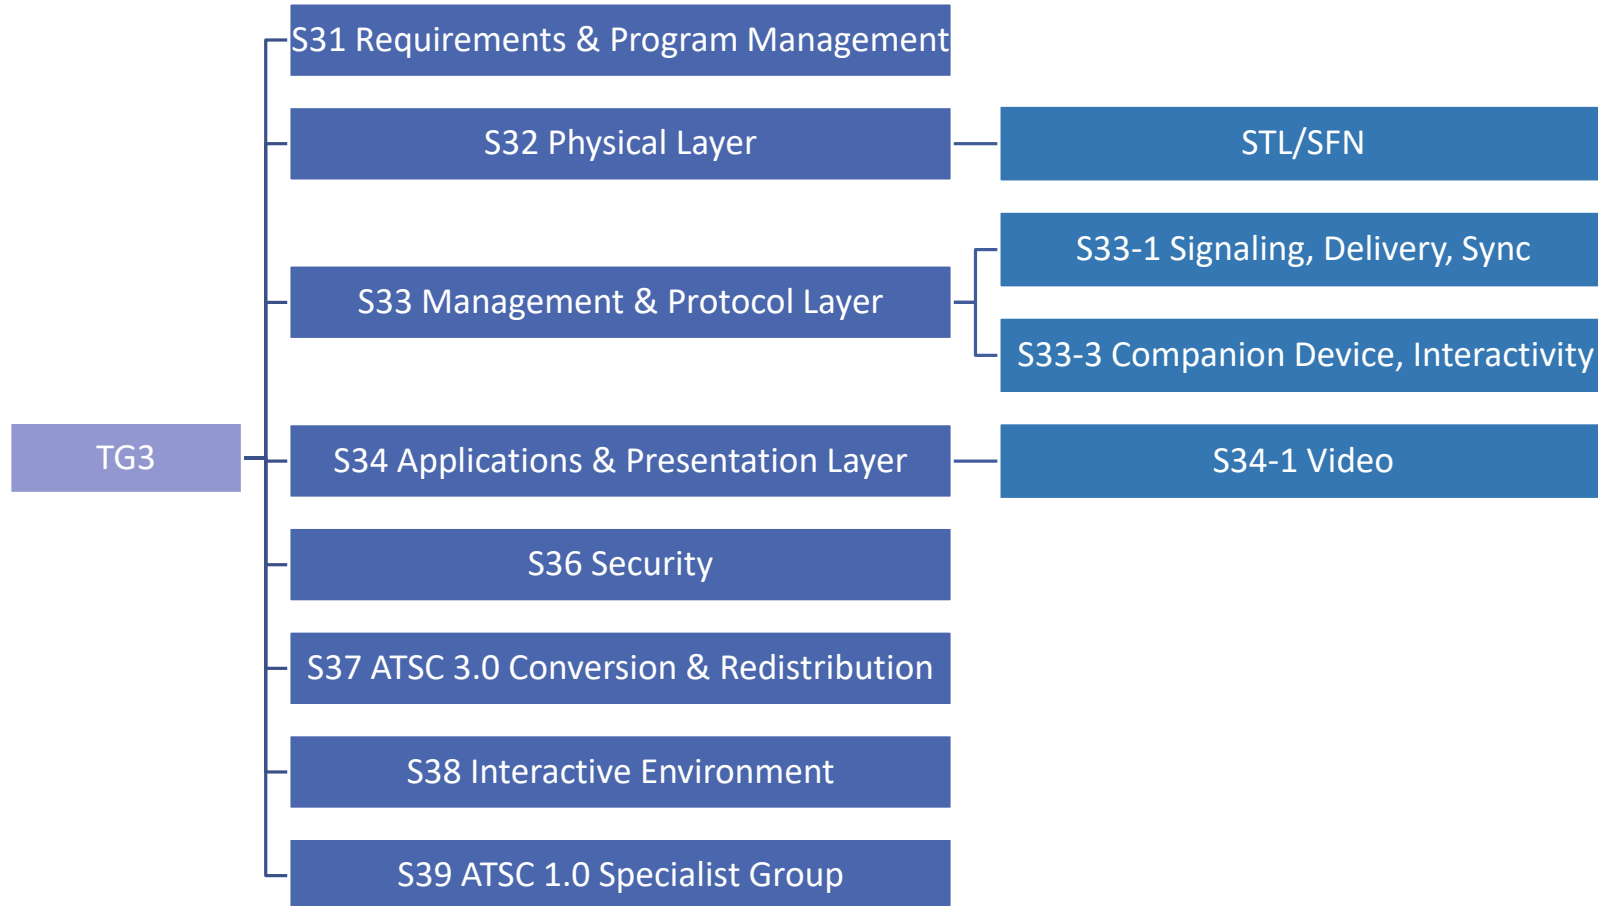 S31 Requirements & Program Management
S32 Physical Layer
STL/SFN
S33-1 Signaling, Delivery, Sync
S33 Management & Protocol Layer
S33-3 Companion Device, Interactivity
TG3
S34 Applications & Presentation Layer
S34-1 Video
S36 Security
S37 ATSC 3.0 Conversion & Redistribution
S38 Interactive Environment
S39 ATSC 1.0 Specialist Group